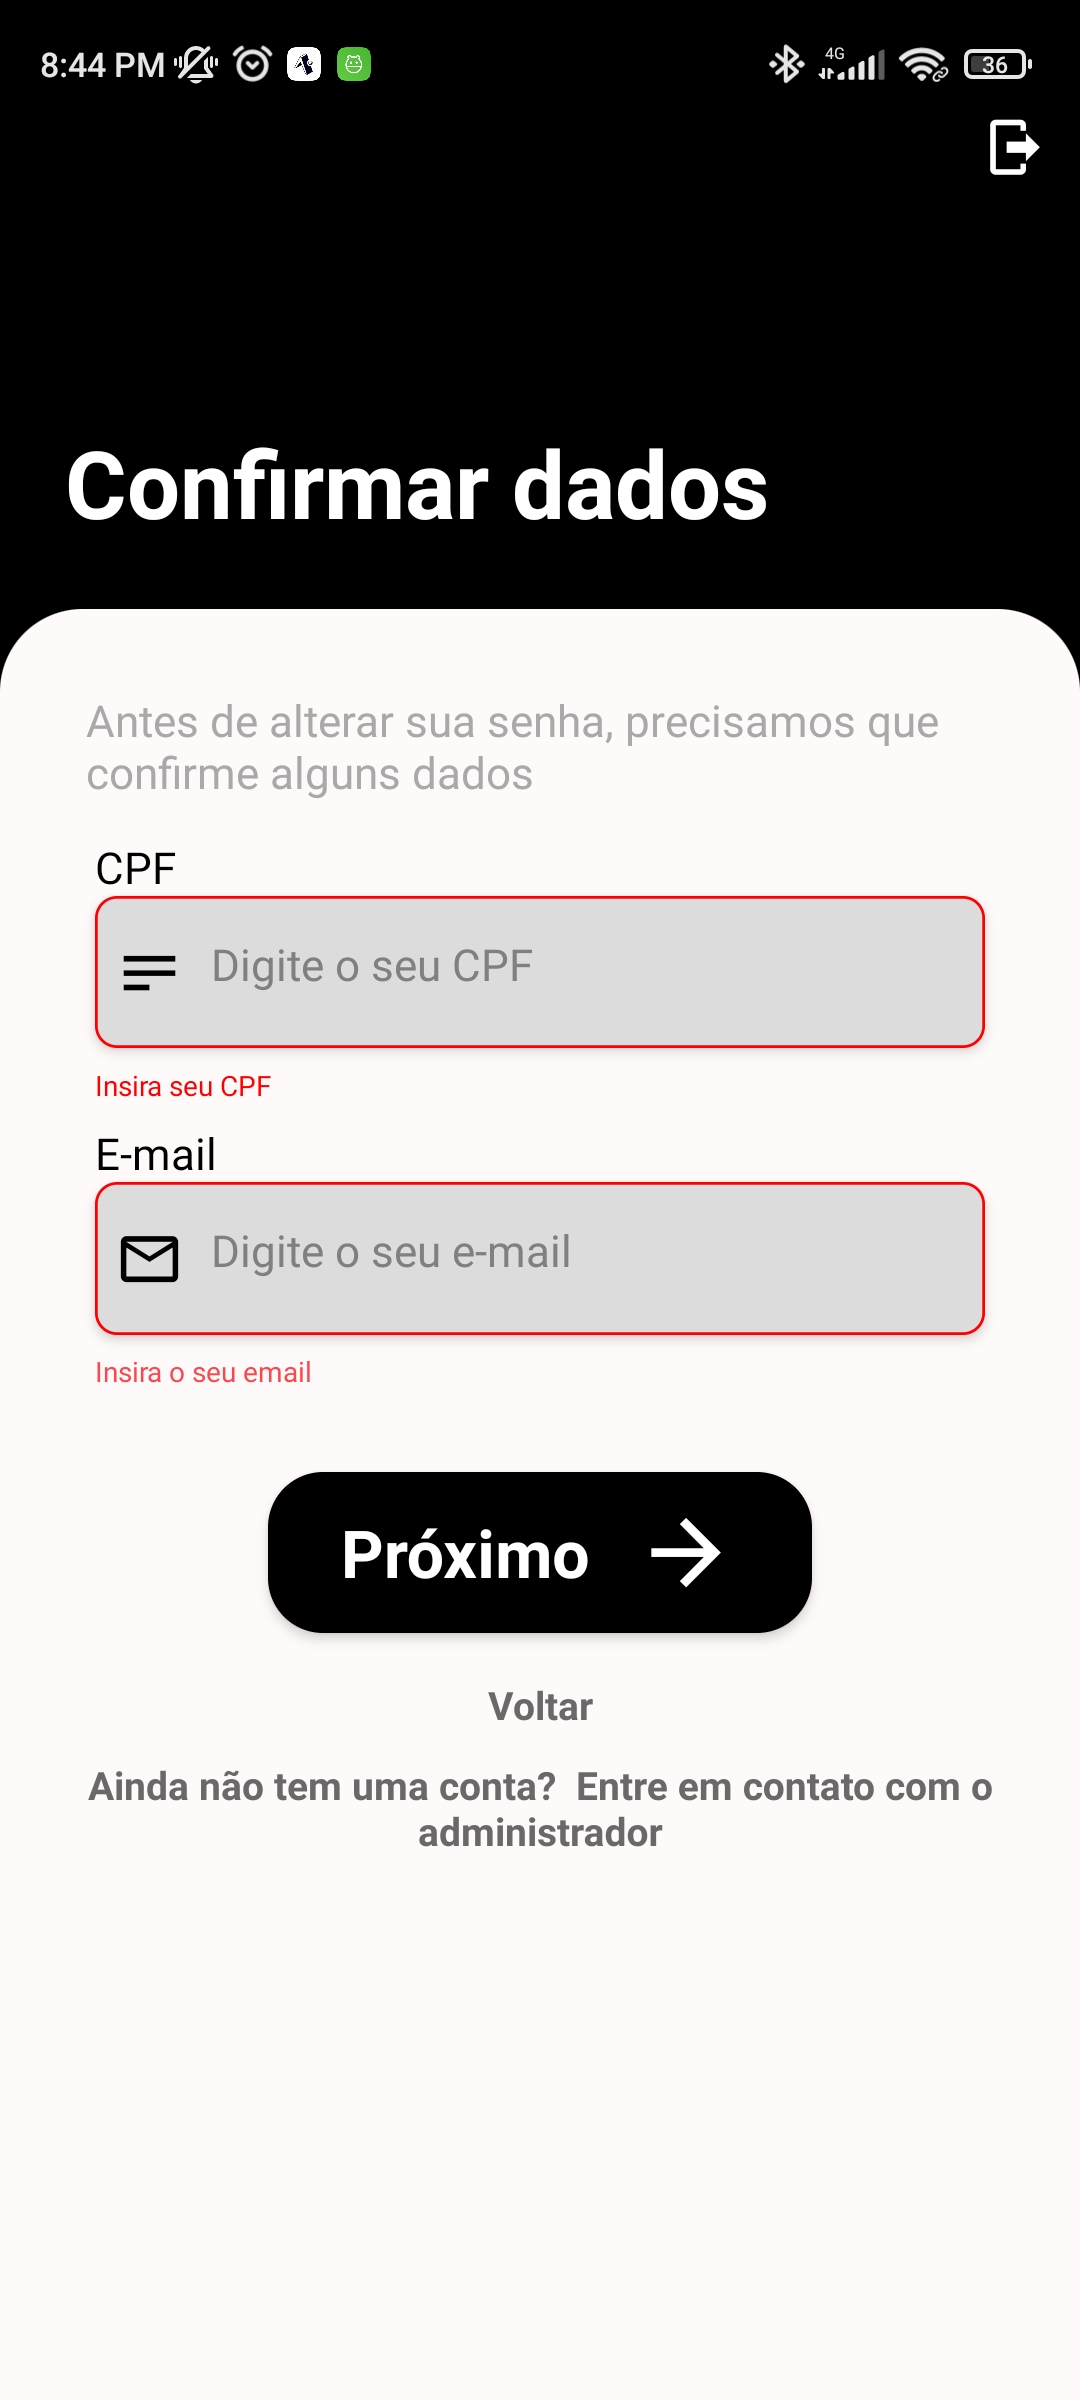 8:44 PM
4G
36
Confirmar dados
Antes de alterar sua senha, precisamos que
confirme alguns dados
CPF
Digite o seu CPF
Insira seu CPF
E-mail
Digite o seu e-mail
Insira o seu email
Próximo
Voltar
Ainda não tem uma conta?  Entre em contato com o
administrador